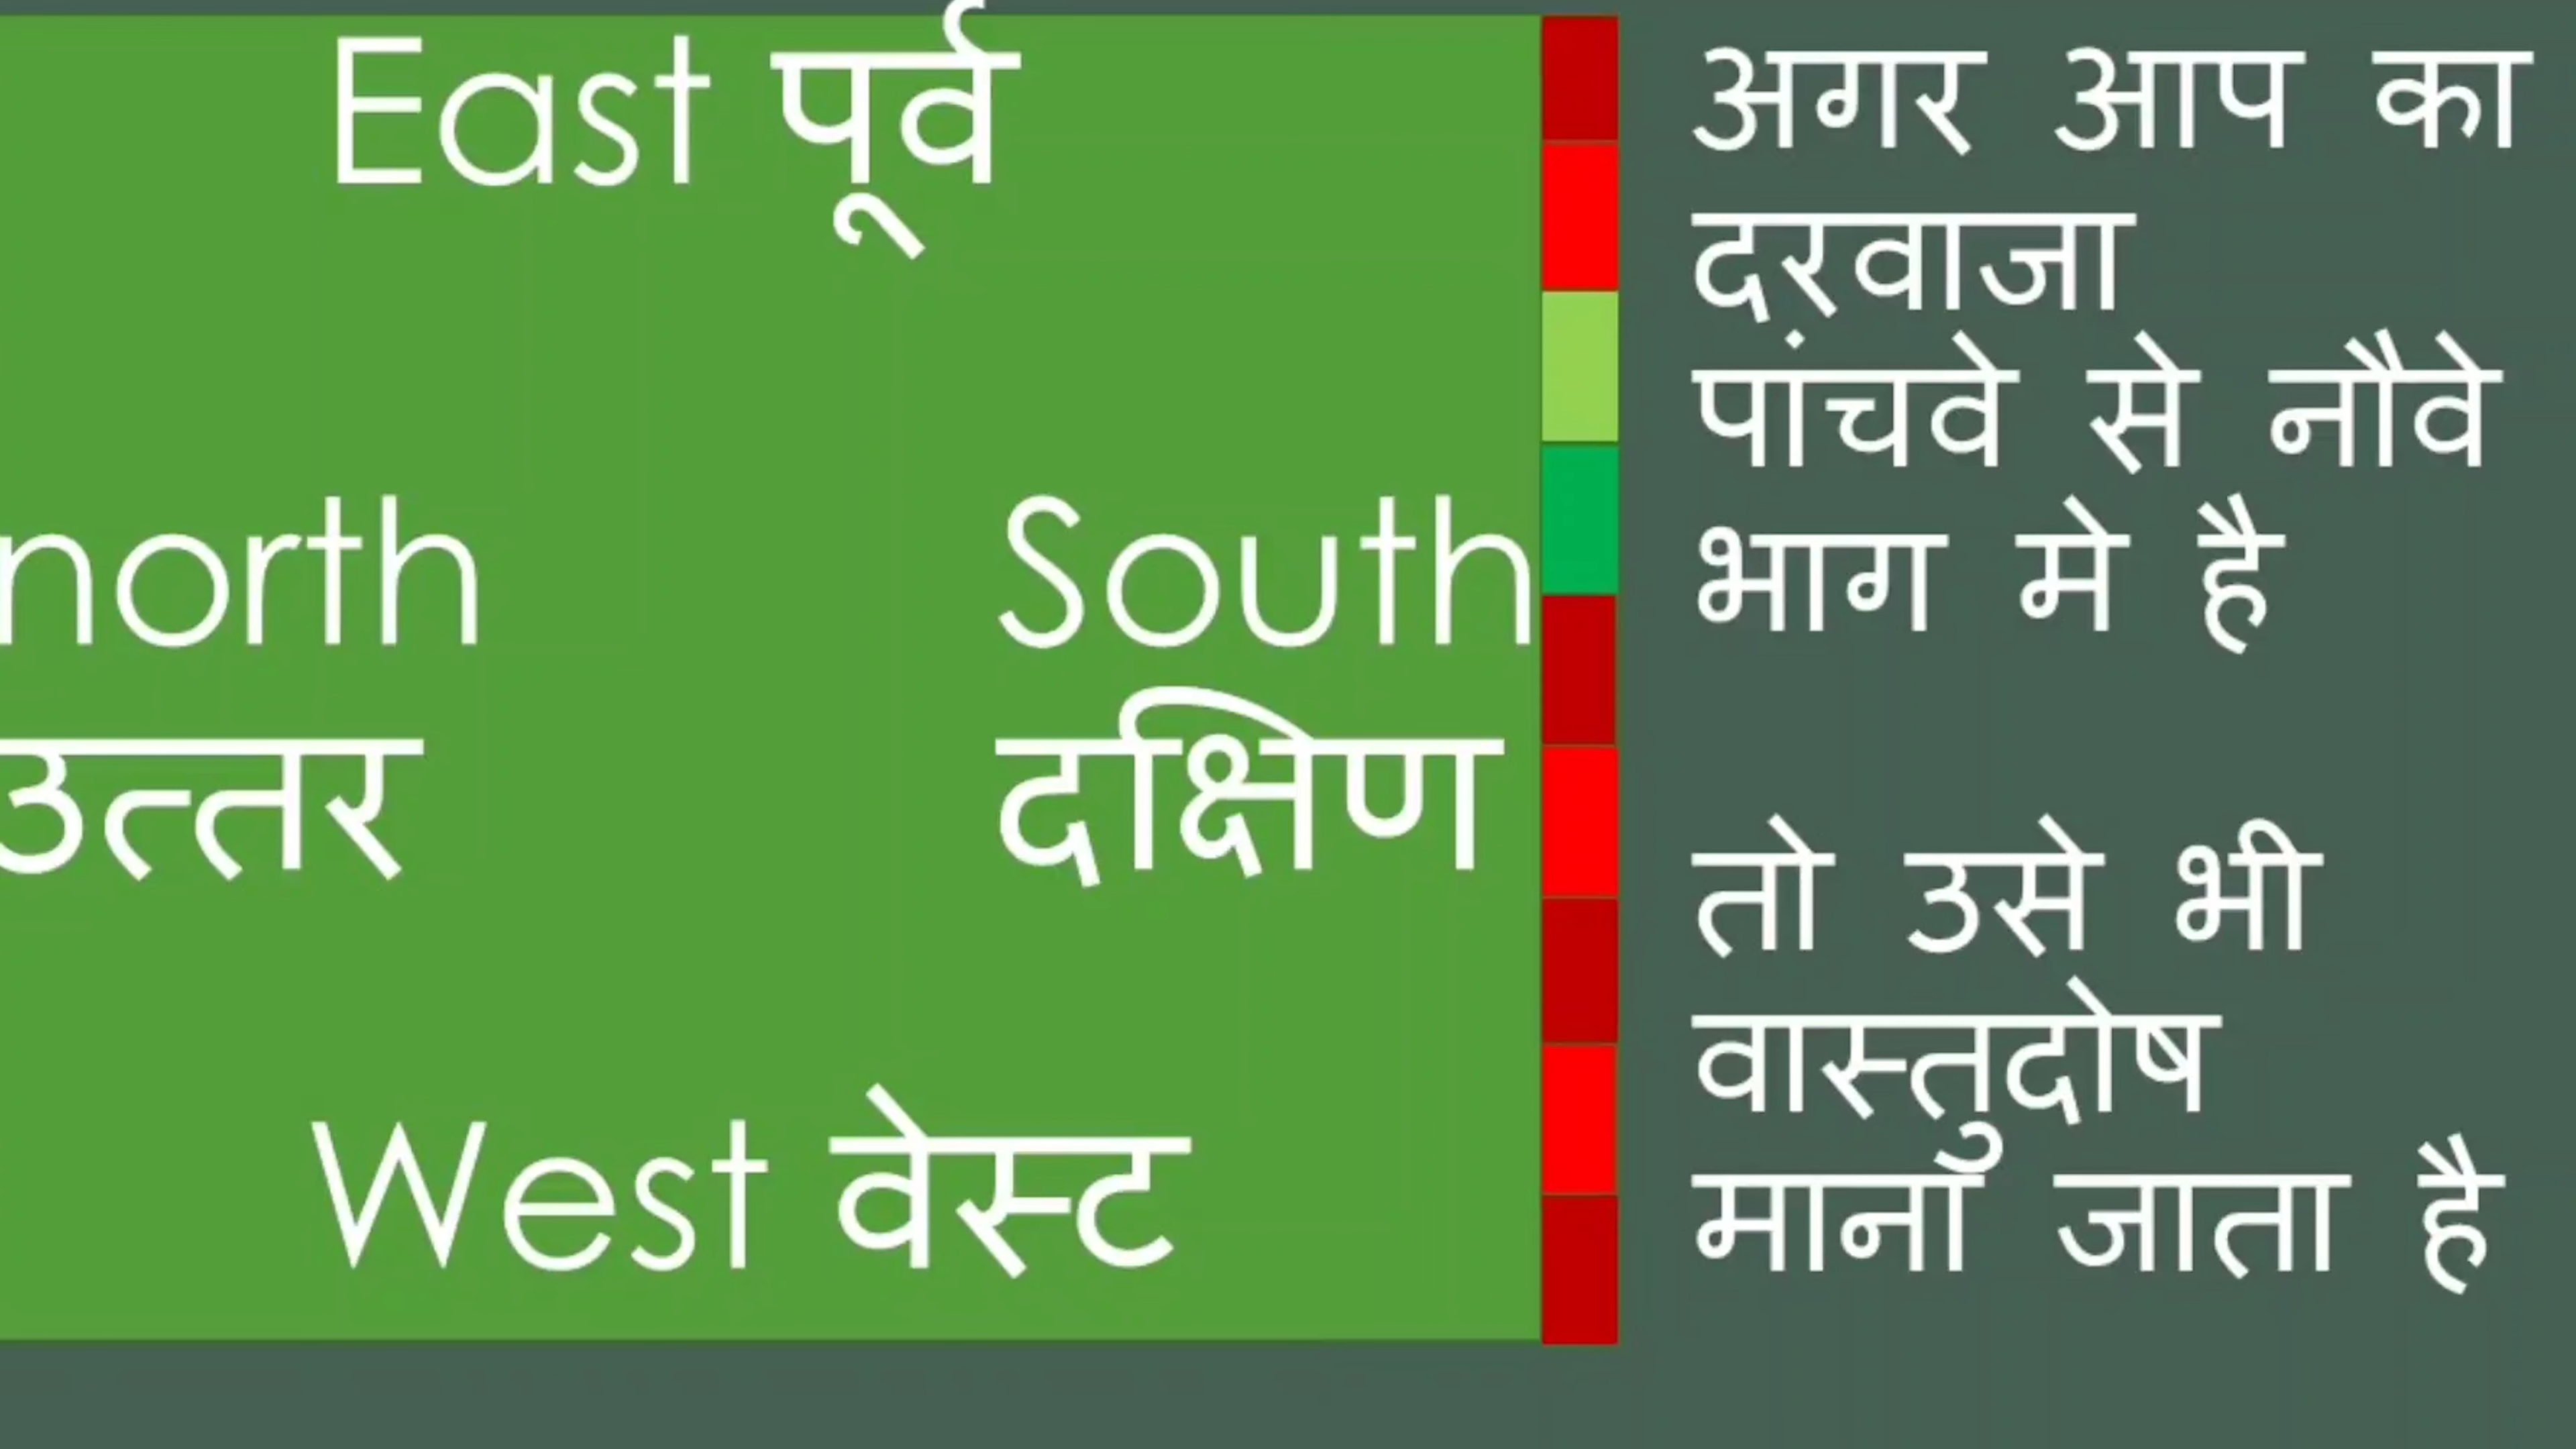 East पूर्व
north
उत्तर
South
दक्षिण
West वेस्ट
अगर आप का
दरवाजा
पांचवे से नौवे
भाग मे है
तो उसे भी
वास्तुदोष
माना जाता है